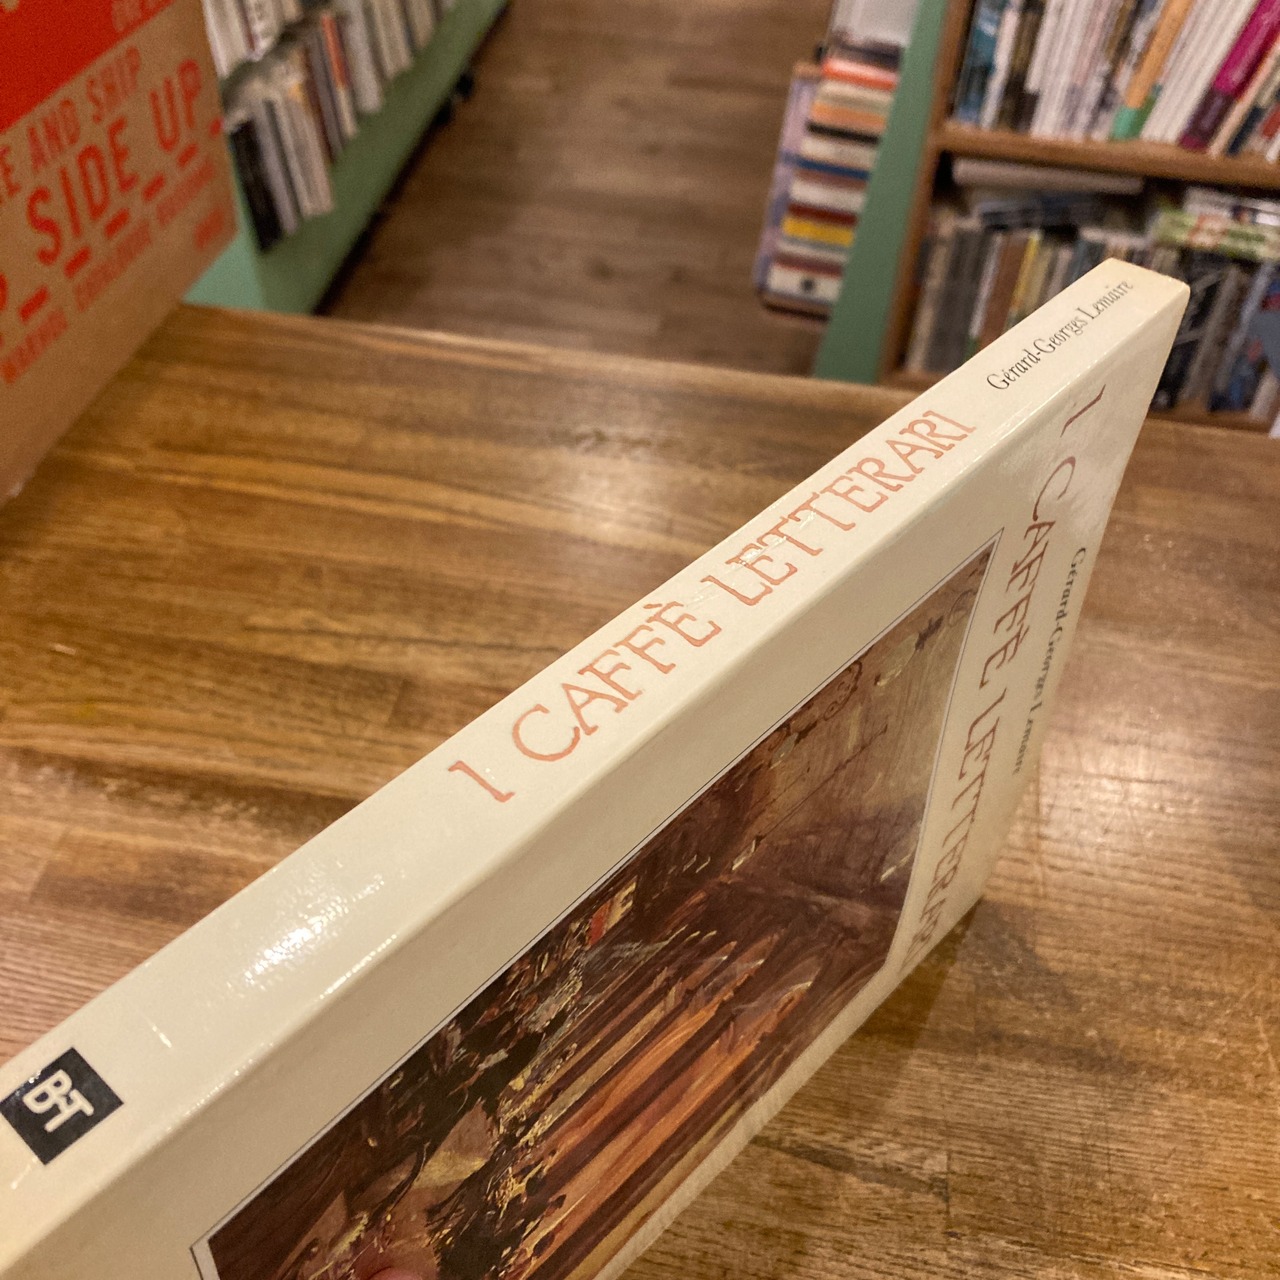 AND SHIP
SIDE UP
Gérard-Georges Lemaire
I CAFFÈ LETTERARI
BT
Gérard-Georges Lemaire
I CAFFÈ LETTERARI